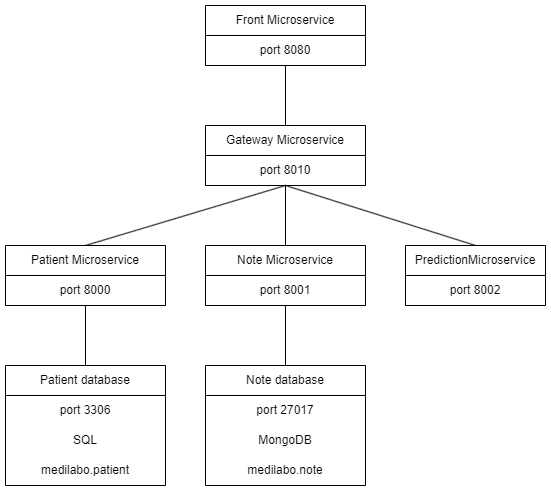 Front Microservice
port 8080
Gateway Microservice
port 8010
Patient Microservice
port 8000
Note Microservice
port 8001
PredictionMicroservice
port 8002
Patient database
port 3306
SQL
medilabo.patient
Note database
port 27017
MongoDB
medilabo.note